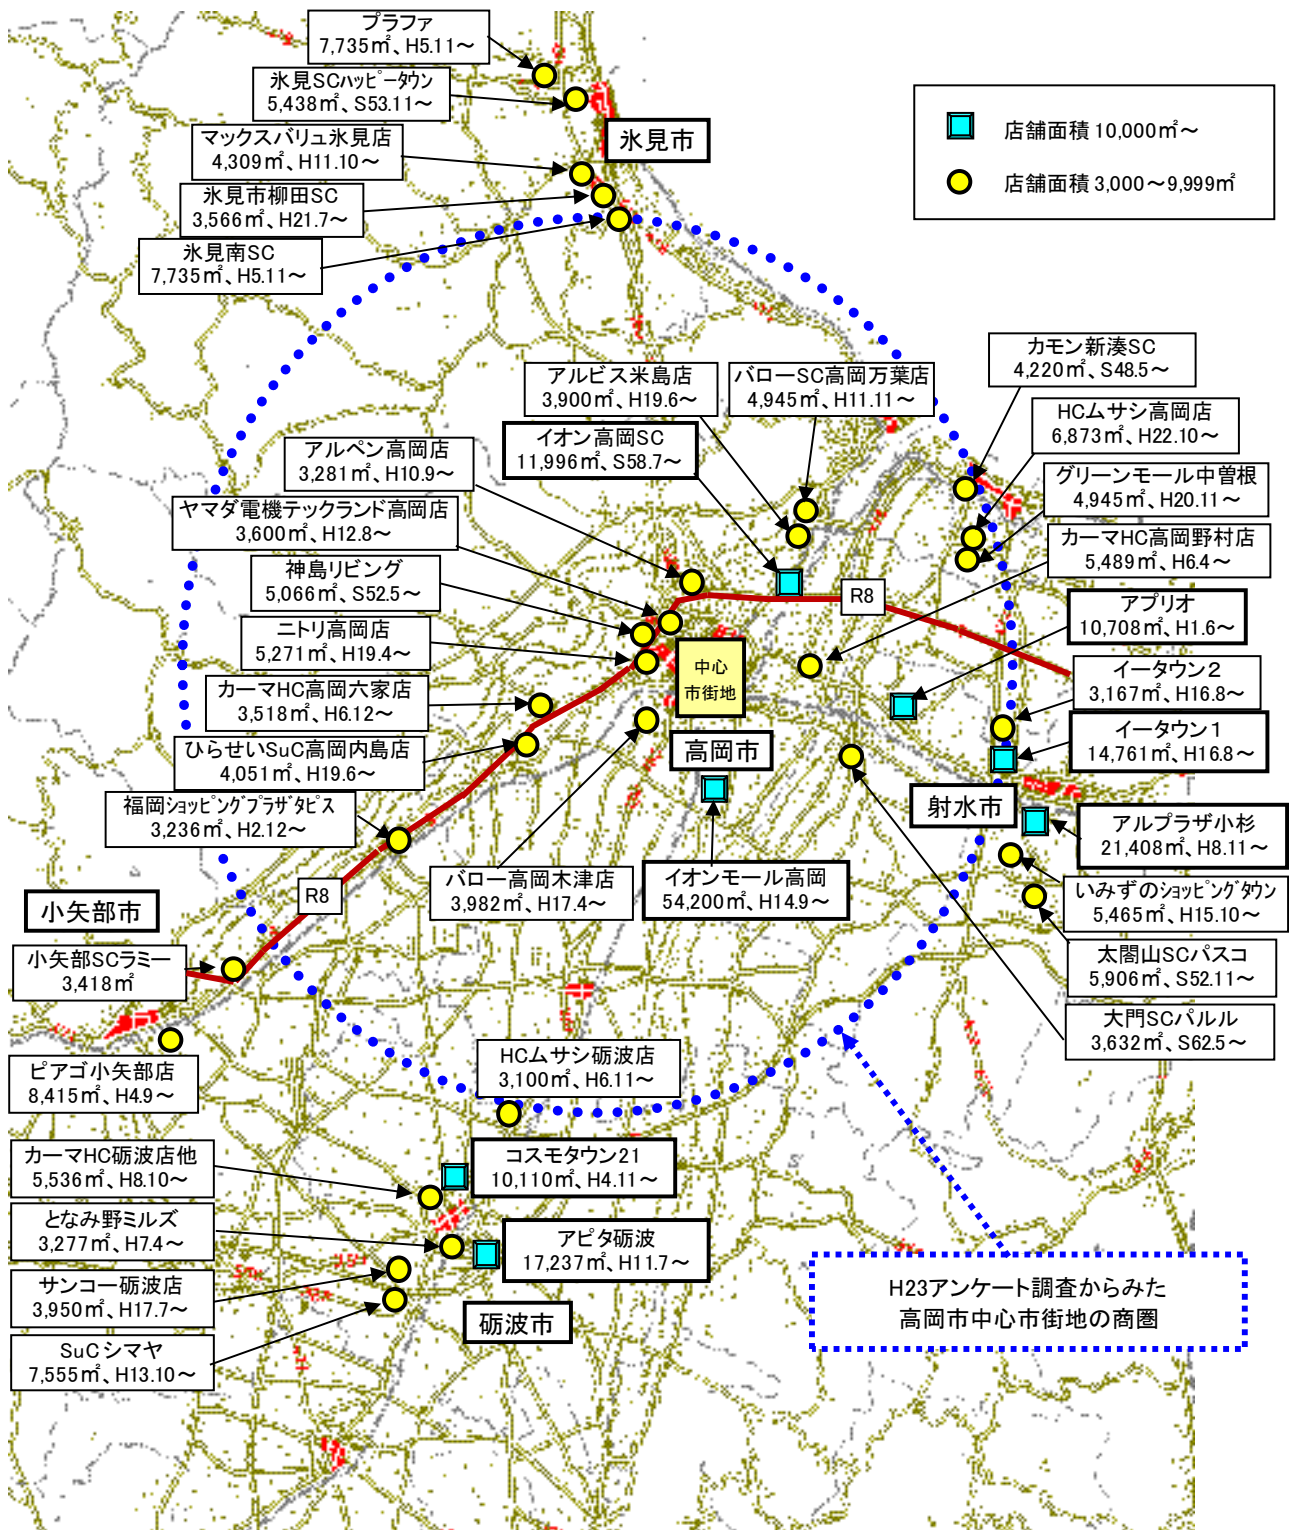 プラファ
7,735㎡、H5.11～
氷見SCハッピータウン
5,438㎡、S53.11～
マックスバリュ氷見店
4,309㎡、H11.10～
氷見市柳田SC
3,566㎡、H21.7～
氷見南SC
7,735㎡、H5.11～
氷見市
店舗面積 10,000㎡～
店舗面積 3,000～9,999㎡
カモン新湊SC
4,220㎡、S48.5～
アルビス米島店
3,900㎡、H19.6～
バローSC高岡万葉店
4,945㎡、H11.11～
HCムサシ高岡店
6,873㎡、H22.10～
イオン高岡SC
11,996㎡、S58.7～
アルペン高岡店
3,281㎡、H10.9～
グリーンモール中曽根
4,945㎡、H20.11～
ヤマダ電機テックランド高岡店
3,600㎡、H12.8～
カーマHC高岡野村店
5,489㎡、H6.4～
神島リビング
5,066㎡、S52.5～
R8
アプリオ
10,708㎡、H1.6～
ニトリ高岡店
5,271㎡、H19.4～
中心
市街地
イータウン2
3,167㎡、H16.8～
カーマHC高岡六家店
3,518㎡、H6.12～
イータウン1
14,761㎡、H16.8～
ひらせいSuC高岡内島店
4,051㎡、H19.6～
高岡市
射水市
福岡ショッピングプラザタピス
3,236㎡、H2.12～
アルプラザ小杉
21,408㎡、H8.11～
バロー高岡木津店
3,982㎡、H17.4～
イオンモール高岡
54,200㎡、H14.9～
いみずのショッピングタウン
5,465㎡、H15.10～
R8
小矢部市
小矢部SCラミー
3,418㎡
太閤山SCパスコ
5,906㎡、S52.11～
大門SCパルル
3,632㎡、S62.5～
ピアゴ小矢部店
8,415㎡、H4.9～
HCムサシ砺波店
3,100㎡、H6.11～
カーマHC砺波店他
5,536㎡、H8.10～
コスモタウン21
10,110㎡、H4.11～
となみ野ミルズ
3,277㎡、H7.4～
アピタ砺波
17,237㎡、H11.7～
サンコー砺波店
3,950㎡、H17.7～
砺波市
SuCシマヤ
7,555㎡、H13.10～
H23アンケート調査からみた
高岡市中心市街地の商圏